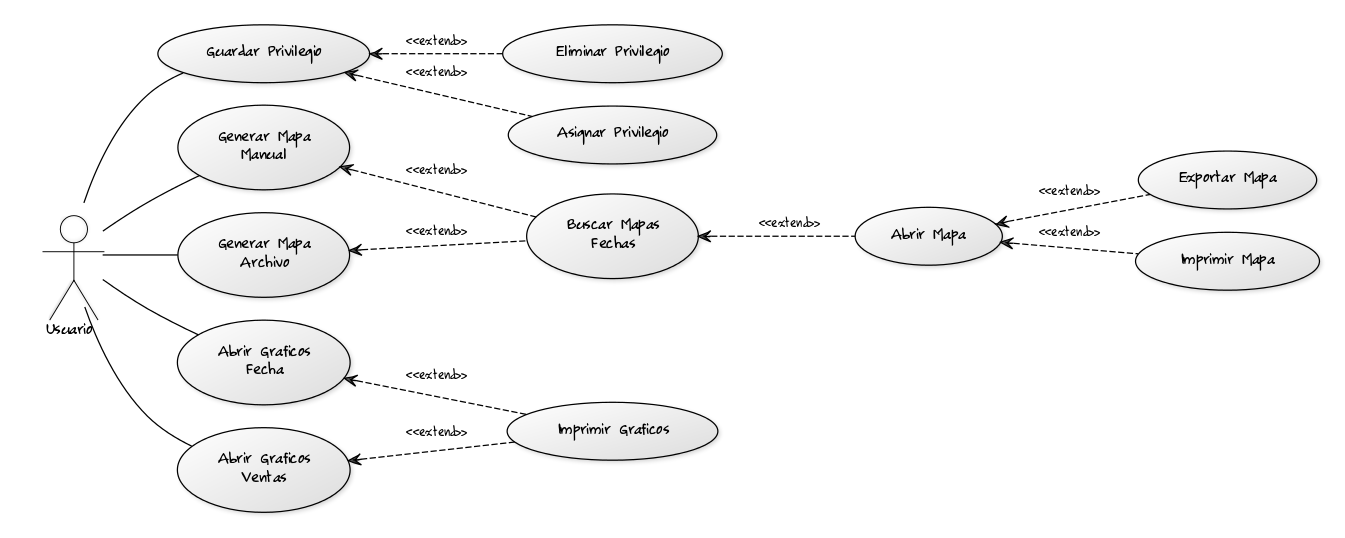 Guardar Privilegio
<<extend>>
Eliminar Privilegio
<<extend>>
Asignar Privilegio
Generar Mapa
Manual
<<extend>>
Buscar Mapas
Fechas
<<extend>>
Abrir Mapa
<<extend>>
Exportar Mapa
<<extend>>
Imprimir Mapa
Generar Mapa
Archivo
<<extend>>
Usuario
Abrir Graficos
Fecha
<<extend>>
Imprimir Graficos
<<extend>>
Abrir Graficos
Ventas